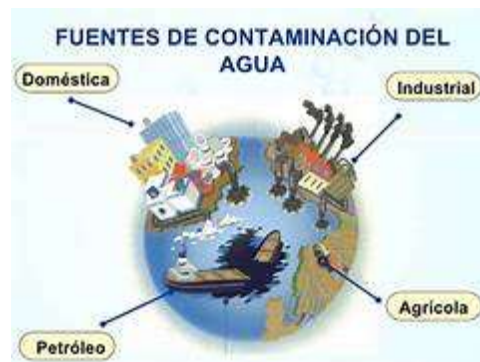 FUENTES DE CONTAMINACIÓN DEL
AGUA
Doméstica
Industrial
Agrícola
Petróleo